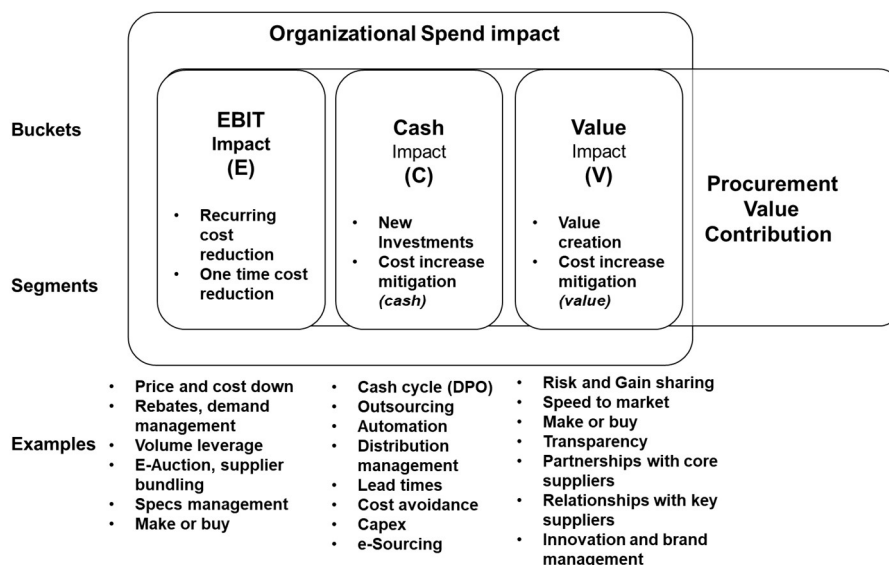 Organizational Spend impact
Buckets
EBIT
Impact
(E)
• Recurring
cost
reduction
• One time cost
reduction
Cash
Impact
(C)
• New
Investments
• Cost increase
mitigation
(cash)
Value
Impact
(V)
• Value
creation
• Cost increase
mitigation
(value)
Procurement
Value
Contribution
Segments
Examples
• Price and cost down
• Rebates, demand
management
• Volume leverage
• E-Auction, supplier
bundling
• Specs management
• Make or buy
• Cash cycle (DPO)
• Outsourcing
• Automation
• Distribution
management
• Lead times
• Cost avoidance
• Capex
• e-Sourcing
• Risk and Gain sharing
• Speed to market
• Make or buy
• Transparency
• Partnerships with core
suppliers
• Relationships with key
suppliers
• Innovation and brand
management